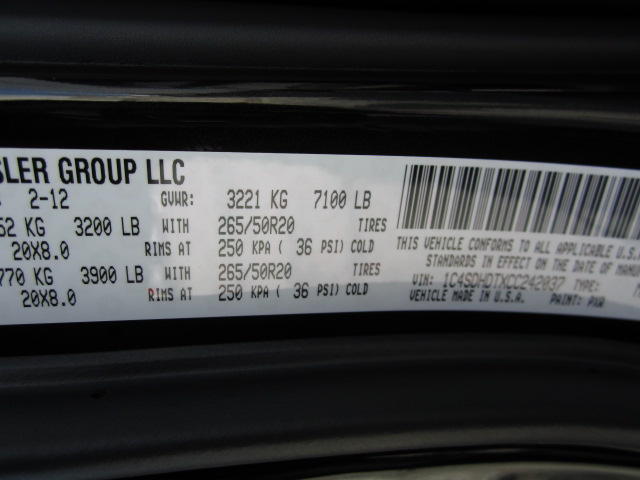 SLER GROUP LLC
2-12 GVWR: 3221 KG 7100 LB
52 KG 3200 LB WITH 265/50R20 TIRES
20X8.0 RIMS AT 250 KPA ( 36 PSI) COLD
770 KG 3900 LB WITH 265/50R20 TIRES
20X8.0 RIMS AT 250 KPA ( 36 PSI) COLD
THIS VEHICLE CONFORMS TO ALL APPLICABLE U.S.
STANDARDS IN EFFECT ON THE DATE OF
VIN: 1C4SDHDTXCC242037 TYPE: M
VEHICLE MADE IN U.S.A. PAINT: PXR